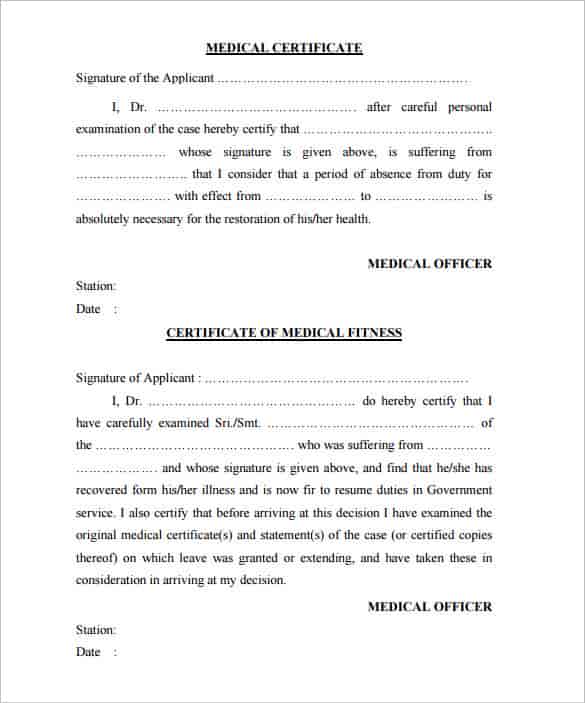 MEDICAL CERTIFICATE
Signature of the Applicant ……………………………………………………….
I, Dr. ………………………………………. after careful personal
examination of the case hereby certify that ………………………………………..
………………… whose signature is given above, is suffering from
…………………….. that I consider that a period of absence from duty for
…………………. with effect from ………………… to …………………… is
absolutely necessary for the restoration of his/her health.
MEDICAL OFFICER
Station:
Date :
CERTIFICATE OF MEDICAL FITNESS
Signature of Applicant : ………………………………………………………….
I, Dr. ………………………………………… do hereby certify that I
have carefully examined Sri./Smt. ………………………………………… of
the ………………………………………. who was suffering from ……………
………………. and whose signature is given above, and find that he/she has
recovered form his/her illness and is now fir to resume duties in Government
service. I also certify that before arriving at this decision I have examined the
original medical certificate(s) and statement(s) of the case (or certified copies
thereof) on which leave was granted or extending, and have taken these in
consideration in arriving at my decision.
MEDICAL OFFICER
Station:
Date :